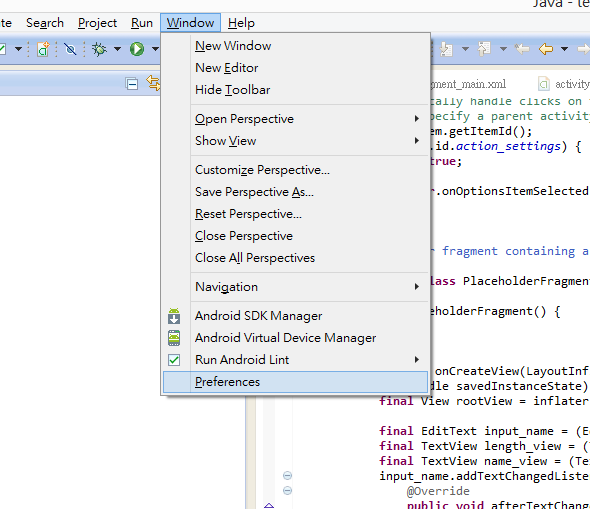 Java - te
te Search Project Run Window Help
New Window
New Editor
Hide Toolbar
Open Perspective
Show View
Customize Perspective...
Save Perspective As...
Reset Perspective...
Close Perspective
Close All Perspectives
Navigation
Android SDK Manager
Android Virtual Device Manager
Run Android Lint
Preferences
gment_main.xml activity
ally handle clicks on
pecify a parent activit
em.getItemId();
.id.action_settings) {
true;
r.onOptionsItemSelected
r fragment containing a
lass PlaceholderFragment
eholderFragment() {
onCreateView(LayoutInf
dle savedInstanceState)
final View rootView = inflater
final EditText input_name = (Ed
final TextView length_view = (
final TextView name_view = (Te
input_name.addTextChangedListe
@Override
public void afterTextChang